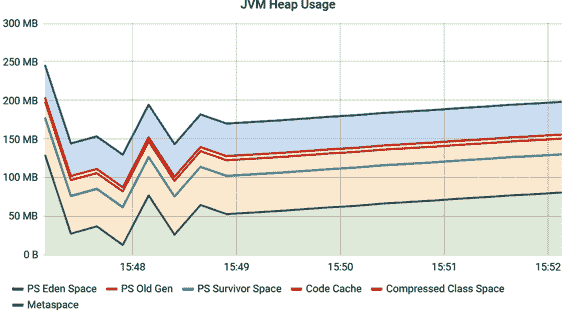 JVM Heap Usage
300 MB
250 MB
200 MB
150 MB
100 MB
50 MB
0 B
15:48 15:49 15:50 15:51 15:52
PS Eden Space PS Old Gen PS Survivor Space Code Cache Compressed Class Space
Metaspace